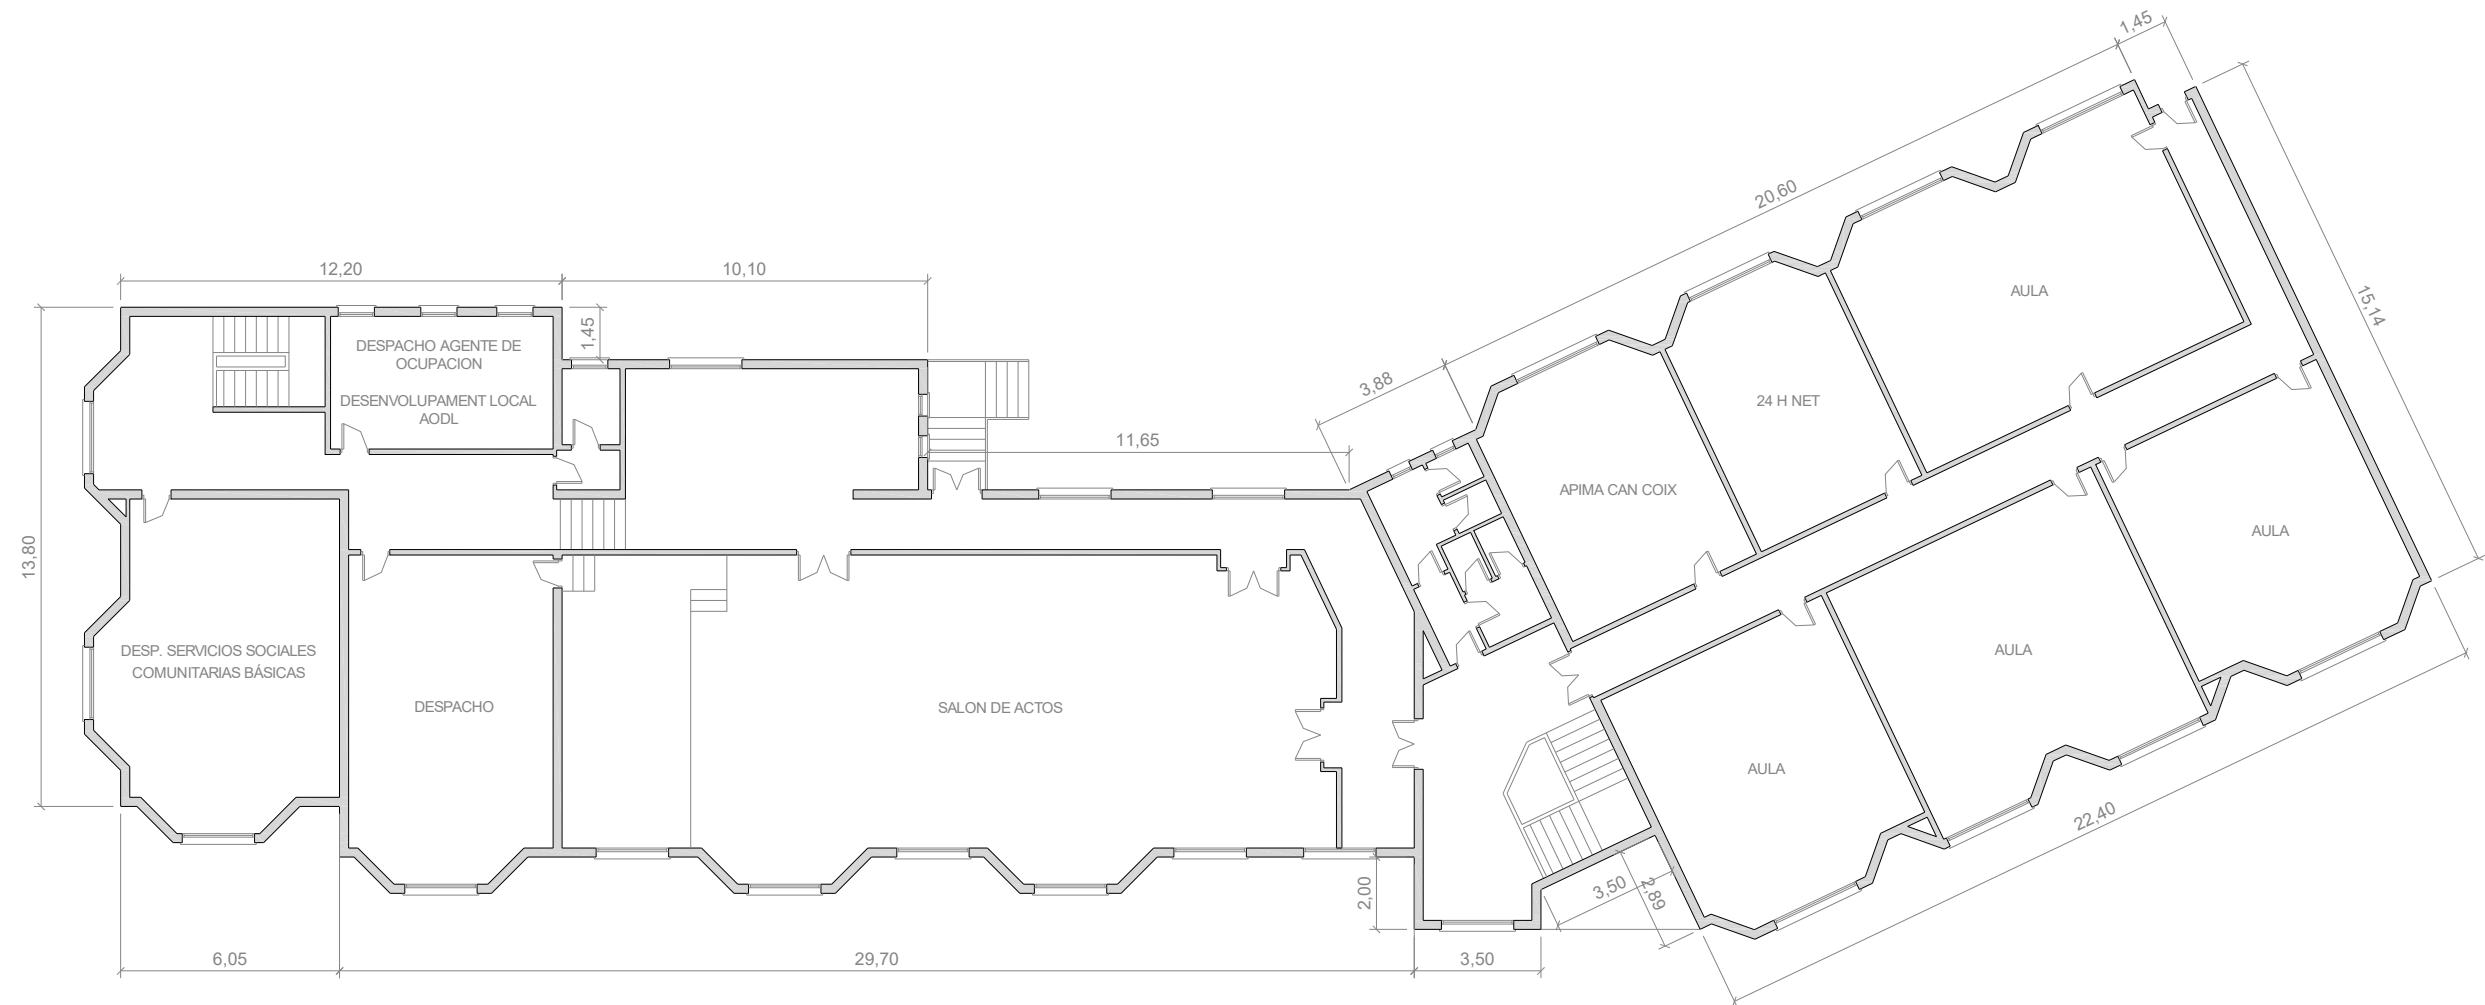 1,45
20,60
15,14
12,20
10,10
1,45
DESPACHO AGENTE DE
OCUPACION
DESENVOLUPAMENT LOCAL
AODL
3,88
11,65
AULA
24 H NET
APIMA CAN COIX
AULA
13,80
DESP. SERVICIOS SOCIALES
COMUNITARIAS BÁSICAS
DESPACHO
SALON DE ACTOS
AULA
AULA
22,40
2,00
3,50
2,89
6,05
29,70
3,50